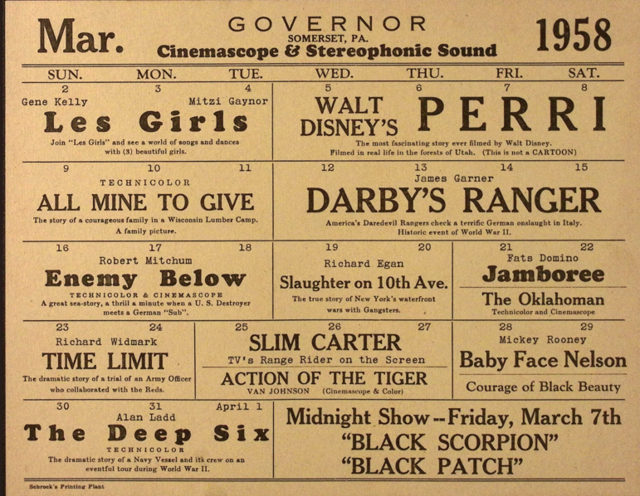 Mar.
GOVERNOR
SOMERSET, PA.
Cinemascope & Stereophonic Sound
1958
SUN. MON. TUE. WED. THU. FRI. SAT.
2 3 4
Gene Kelly Mitzi Gaynor
Les Girls
Join "Les Girls" and see a world of songs and dances
with (3) beautiful girls.
5 6 7 8
WALT
DISNEY'S
PERRI
The most fascinating story ever filmed by Walt Disney.
Filmed in real life in the forests of Utah. (This is not a CARTOON)
9 10 11
TECHNICOLOR
ALL MINE TO GIVE
The story of a courageous family in a Wisconsin Lumber Camp.
A family picture.
12 13 14 15
James Garner
DARBY'S RANGER
America's Daredevil Rangers check a terrific German onslaught in Italy.
Historic event of World War II.
16 17 18
Robert Mitchum
Enemy Below
TECHNICOLOR & CINEMASCOPE
A great sea-story, a thrill a minute when a U. S. Destroyer
meets a German "Sub".
19 20
Richard Egan
Slaughter on 10th Ave.
The true story of New York's waterfront
wars with Gangsters.
21 22
Fats Domino
Jamboree
The Oklahoman
Technicolor and Cinemascope
23 24
Richard Widmark
TIME LIMIT
The dramatic story of a trial of an Army Officer
who collaborated with the Reds.
25 26 27
SLIM CARTER
TV's Range Rider on the Screen
ACTION OF THE TIGER
VAN JOHNSON (Cinemascope & Color)
28 29
Mickey Rooney
Baby Face Nelson
Courage of Black Beauty
30 31 April 1
Alan Ladd
The Deep Six
TECHNICOLOR
The dramatic story of a Navy Vessel and its crew on an
eventful tour during World War II.
Midnight Show -- Friday, March 7th
"BLACK SCORPION"
"BLACK PATCH"
Sebrock's Printing Plant